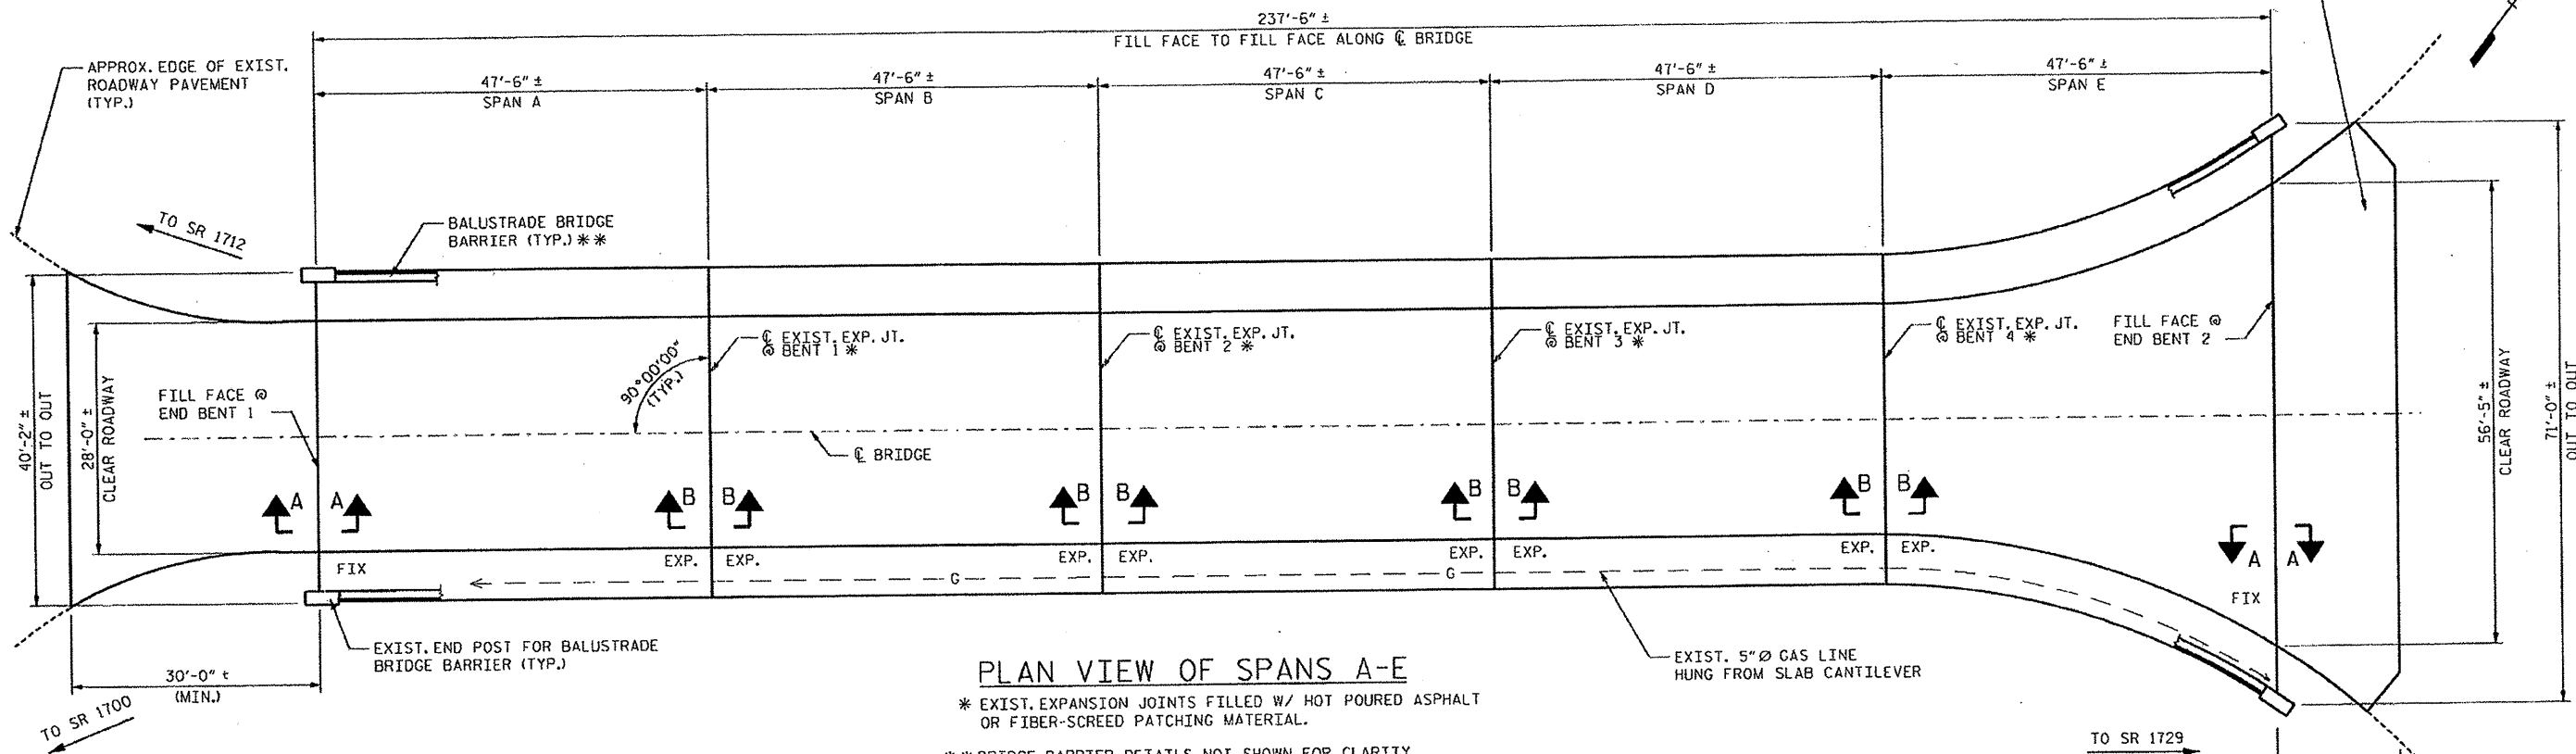 237'-6" ±
FILL FACE TO FILL FACE ALONG ℄ BRIDGE
APPROX. EDGE OF EXIST.
ROADWAY PAVEMENT
(TYP.)
47'-6" ±
SPAN A
47'-6" ±
SPAN B
47'-6" ±
SPAN C
47'-6" ±
SPAN D
47'-6" ±
SPAN E
TO SR 1712
BALUSTRADE BRIDGE
BARRIER (TYP.) **
℄ EXIST. EXP. JT.
@ BENT 1 *
℄ EXIST. EXP. JT.
@ BENT 2 *
℄ EXIST. EXP. JT.
@ BENT 3 *
℄ EXIST. EXP. JT.
@ BENT 4 *
FILL FACE @
END BENT 2
90°00'00"
(TYP.)
FILL FACE @
END BENT 1
40'-2" ±
OUT TO OUT
28'-0" ±
CLEAR ROADWAY
℄ BRIDGE
56'-5" ±
CLEAR ROADWAY
71'-0" ±
OUT TO OUT
A A B B B B B B B B
A A
FIX
EXP. EXP.
EXP. EXP.
EXP. EXP.
EXP. EXP.
FIX
G G
EXIST. END POST FOR BALUSTRADE
BRIDGE BARRIER (TYP.)
30'-0" ±
(MIN.)
TO SR 1700
EXIST. 5"Ø GAS LINE
HUNG FROM SLAB CANTILEVER
PLAN VIEW OF SPANS A-E
* EXIST. EXPANSION JOINTS FILLED W/ HOT POURED ASPHALT
OR FIBER-SCREED PATCHING MATERIAL.
**BRIDGE BARRIER DETAILS NOT SHOWN FOR CLARITY
TO SR 1729